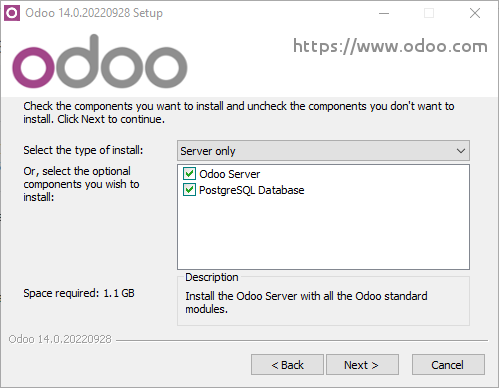 Odoo 14.0.20220928 Setup
odoo
https://www.odoo.com
Check the components you want to install and uncheck the components you don't want to
install. Click Next to continue.
Select the type of install:
Server only
Or, select the optional
components you wish to
install:
Odoo Server
PostgreSQL Database
Space required: 1.1 GB
Description
Install the Odoo Server with all the Odoo standard
modules.
Odoo 14.0.20220928
< Back
Next >
Cancel